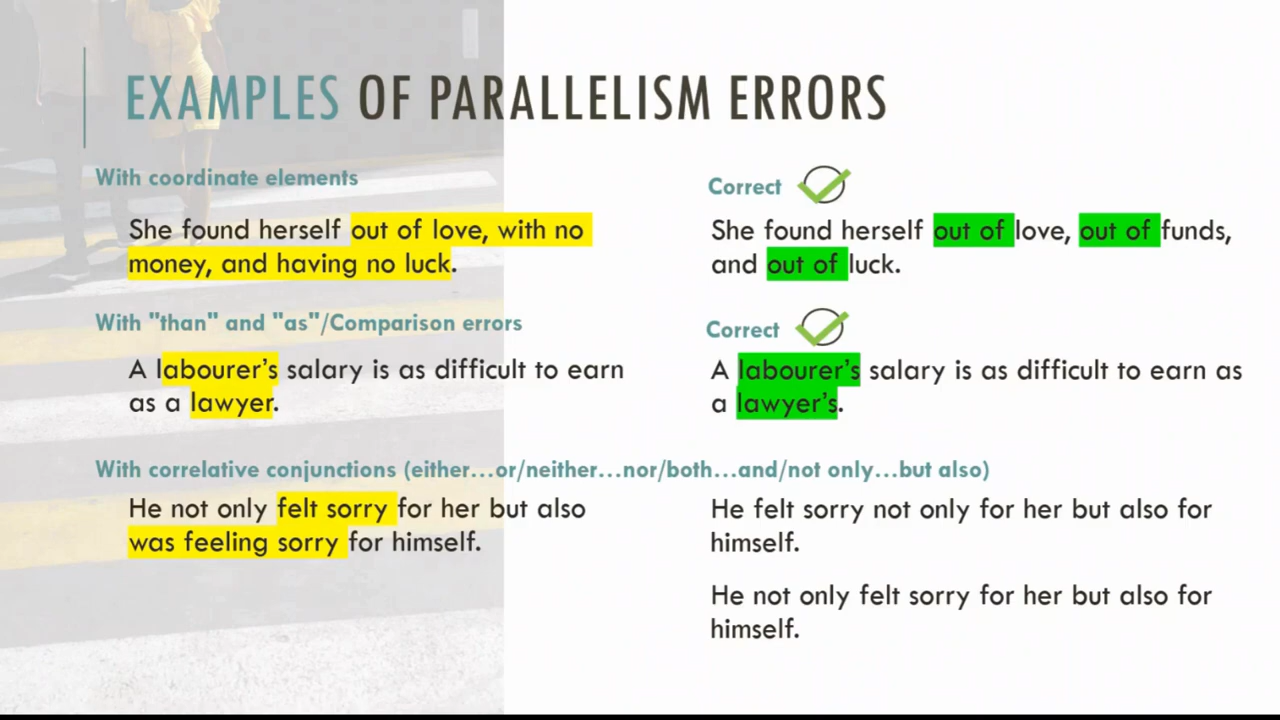 EXAMPLES OF PARALLELISM ERRORS
With coordinate elements
She found herself out of love, with no
money, and having no luck.
Correct
She found herself out of love, out of funds,
and out of luck.
With "than" and "as"/Comparison errors
A labourer’s salary is as difficult to earn
as a lawyer.
Correct
A labourer’s salary is as difficult to earn as
a lawyer’s.
With correlative conjunctions (either...or/neither...nor/both...and/not only...but also)
He not only felt sorry for her but also
was feeling sorry for himself.
He felt sorry not only for her but also for
himself.
He not only felt sorry for her but also for
himself.